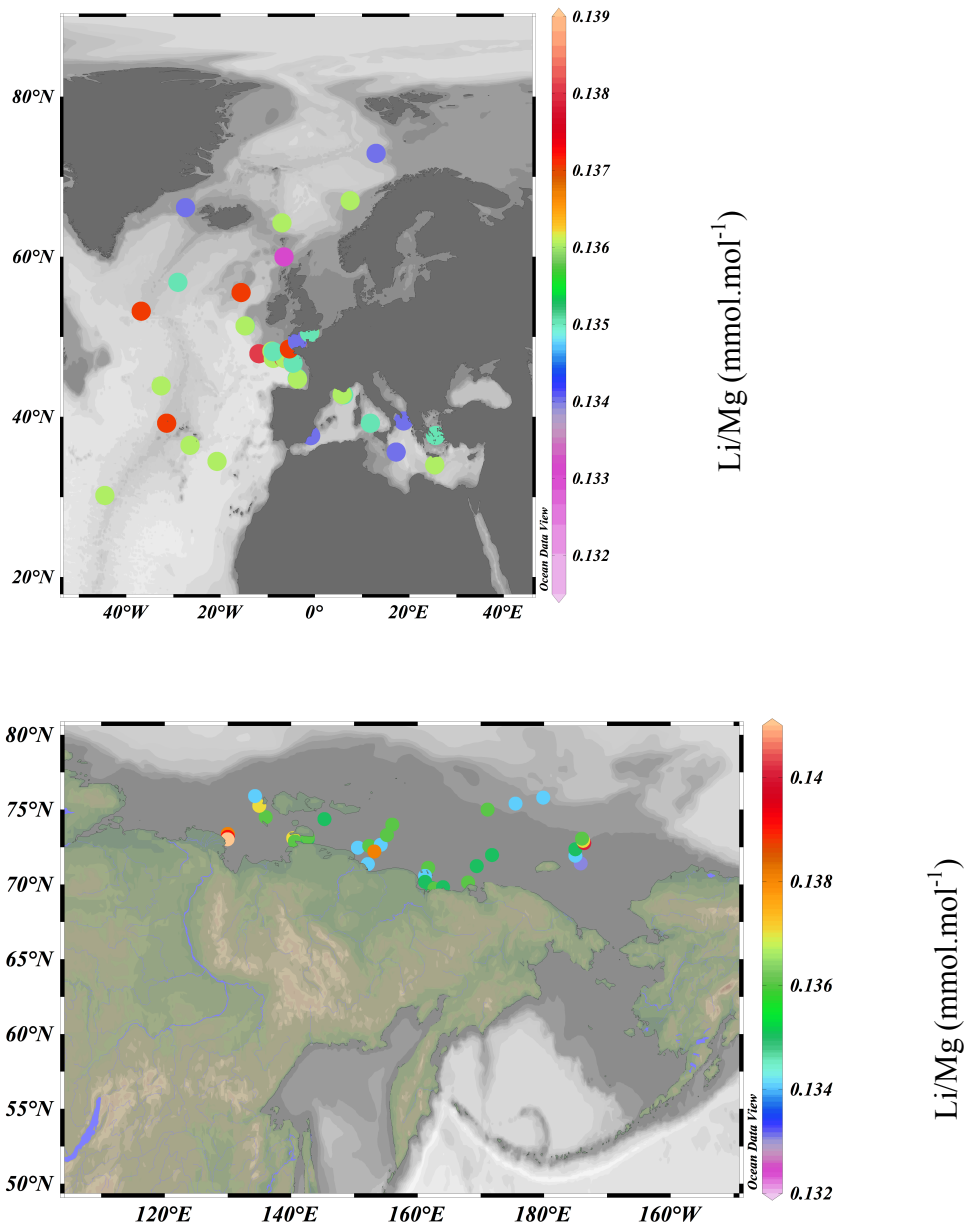 80°N
60°N
40°N
20°N
40°W 20°W 0° 20°E 40°E
Ocean Data View
0.139
0.138
0.137
0.136
0.135
0.134
0.133
0.132
Li/Mg (mmol.mol⁻¹)
80°N
75°N
70°N
65°N
60°N
55°N
50°N
120°E 140°E 160°E 180°E 160°W
Ocean Data View
0.14
0.138
0.136
0.134
0.132
Li/Mg (mmol.mol⁻¹)